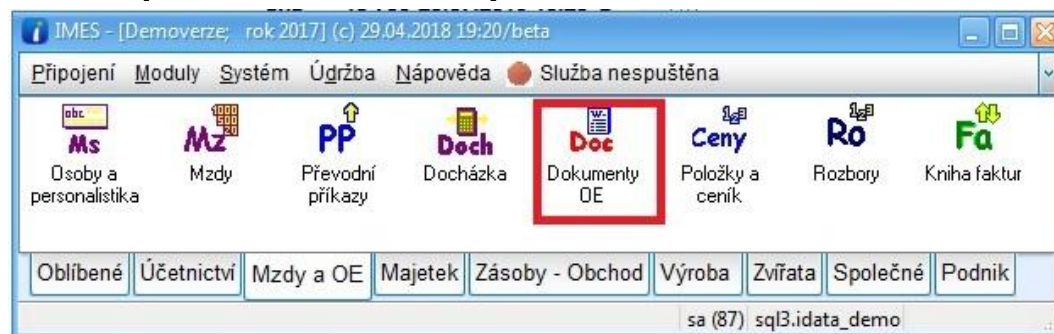 IMES - [Demoverze; rok 2017] (c) 29.04.2018 19:20/beta
Připojení Moduly Systém Údržba Nápověda Služba nespuštěna
abc
Ms
Osoby a
personalistika
Mz
Mzdy
PP
Převodní
příkazy
Doch
Docházka
W
Doc
Dokumenty
OE
Ceny
Položky a
ceník
Ro
Rozbory
Fa
Kniha faktur
Oblíbené Účetnictví Mzdy a OE Majetek Zásoby - Obchod Výroba Zvířata Společné Podnik
sa (87) sql3.idata_demo